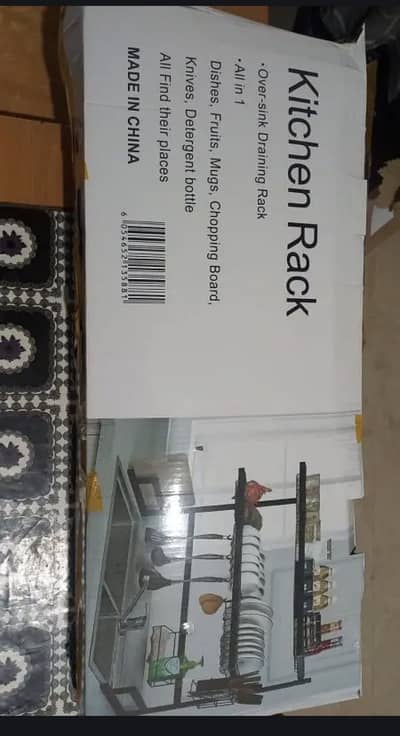 Kitchen Rack
•Over-sink Draining Rack
•All in 1
Dishes, Fruits, Mugs, Chopping Board,
Knives, Detergent bottle
All Find their places
MADE IN CHINA